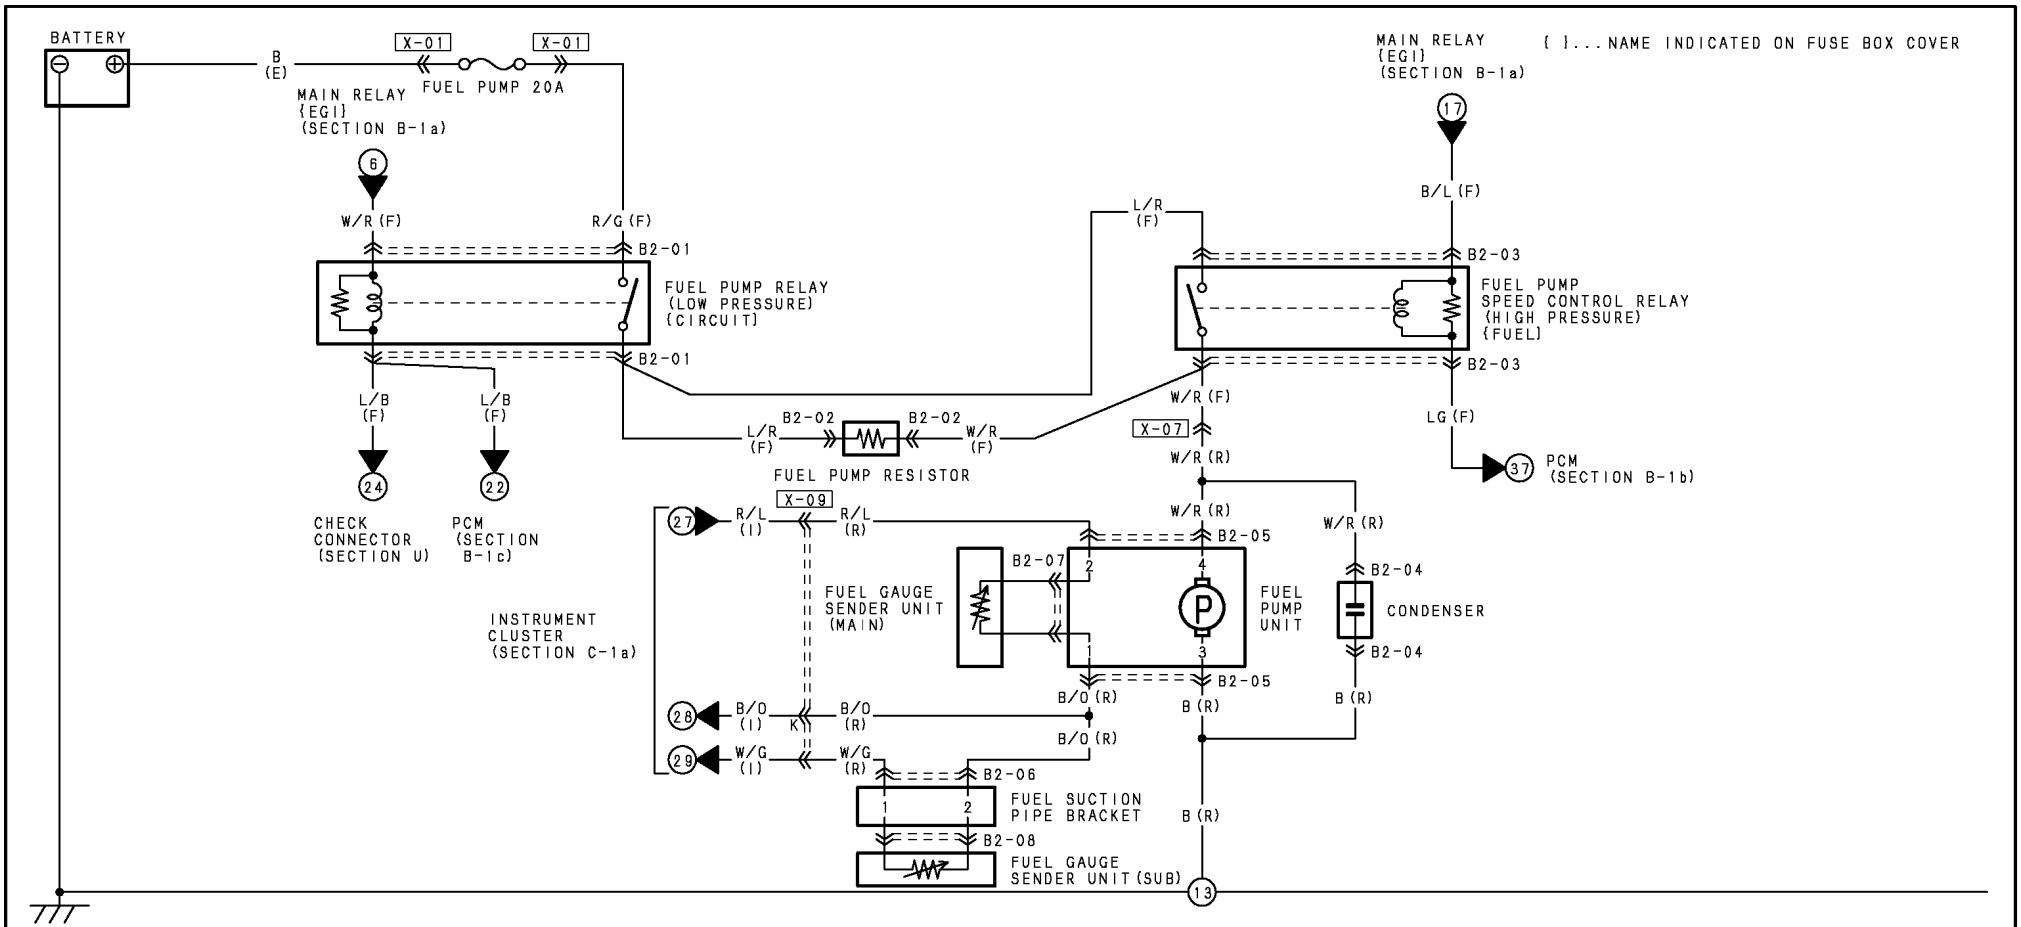 BATTERY
B
(E)
X-01
X-01
FUEL PUMP 20A
MAIN RELAY
{EGI}
(SECTION B-1a)
6
W/R (F)
R/G (F)
B2-01
FUEL PUMP RELAY
(LOW PRESSURE)
{CIRCUIT}
B2-01
L/B
(F)
L/B
(F)
24
22
CHECK
CONNECTOR
(SECTION U)
PCM
(SECTION
B-1c)
MAIN RELAY
{EGI}
(SECTION B-1a)
{ }...NAME INDICATED ON FUSE BOX COVER
17
B/L (F)
L/R
(F)
B2-03
FUEL PUMP
SPEED CONTROL RELAY
(HIGH PRESSURE)
{FUEL}
B2-03
W/R (F)
LG (F)
X-07
W/R (R)
37
PCM
(SECTION B-1b)
L/R
(F)
B2-02
B2-02
W/R
(F)
FUEL PUMP RESISTOR
X-09
27
R/L
(I)
R/L
(R)
W/R (R)
W/R (R)
B2-05
B2-07
2
4
P
1
3
FUEL
PUMP
UNIT
B2-04
CONDENSER
B2-04
FUEL GAUGE
SENDER UNIT
(MAIN)
INSTRUMENT
CLUSTER
(SECTION C-1a)
B2-05
B/O (R)
B (R)
B (R)
28
B/O
(I)
K
B/O
(R)
B/O (R)
29
W/G
(I)
W/G
(R)
B2-06
1
2
FUEL SUCTION
PIPE BRACKET
B (R)
B2-08
FUEL GAUGE
SENDER UNIT (SUB)
13